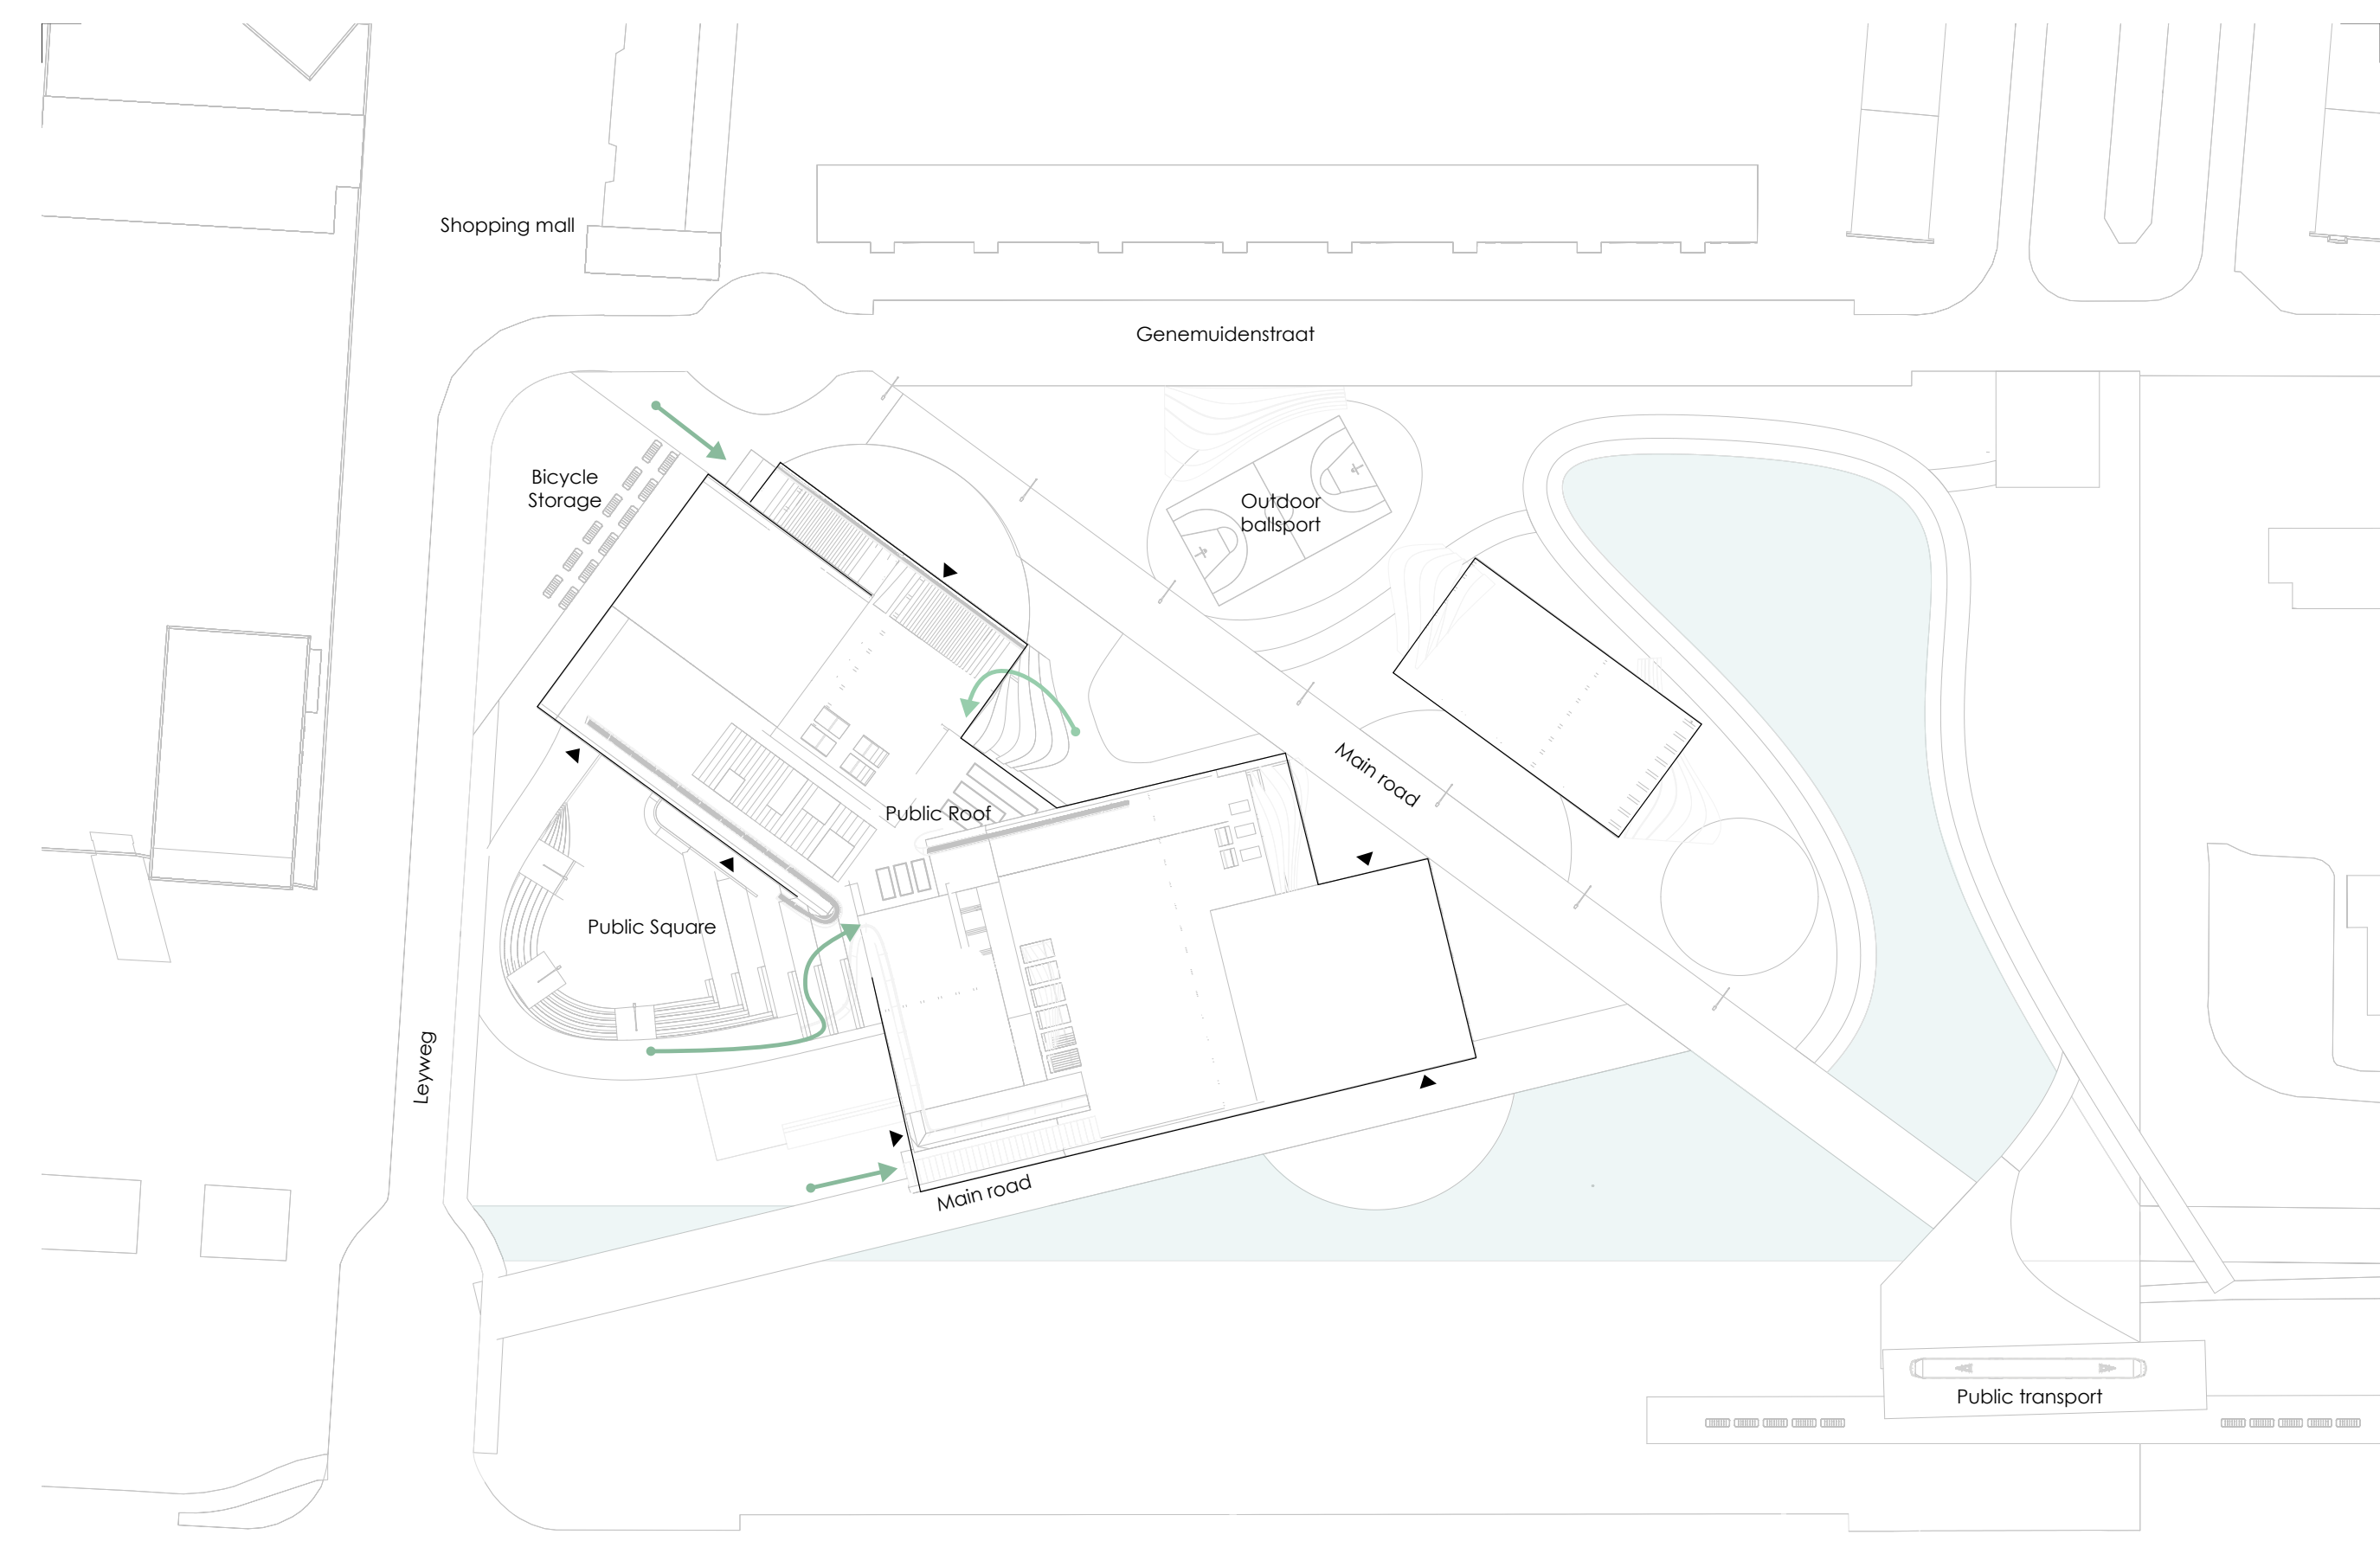 Shopping mall
Genemuidenstraat
Bicycle
Storage
Outdoor
ballsport
Main road
Public Roof
Public Square
Leyweg
Main road
Public transport